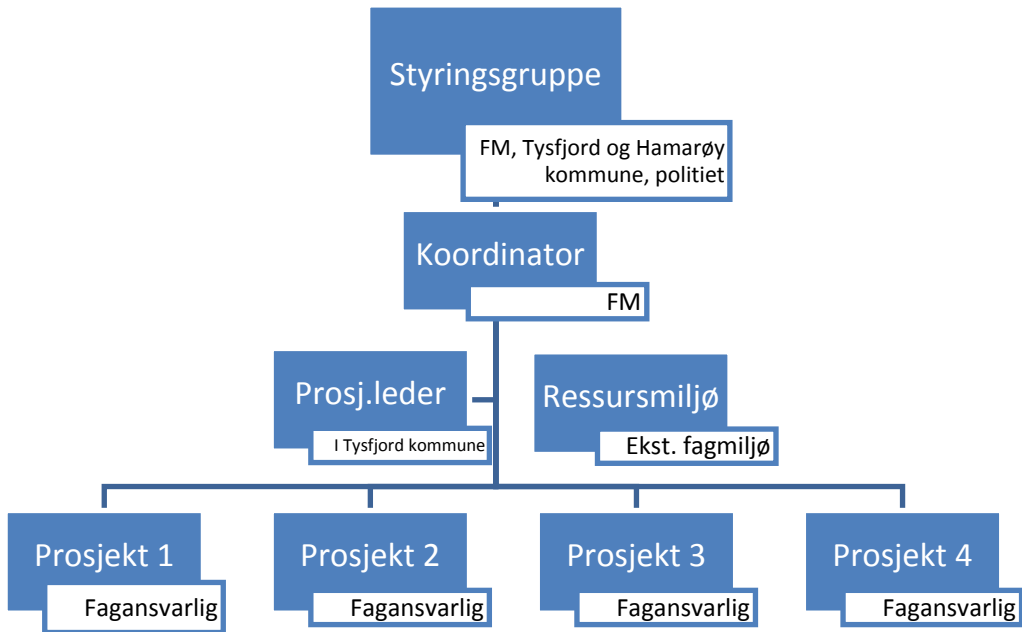 Styringsgruppe
FM, Tysfjord og Hamarøy
kommune, politiet
Koordinator
FM
Prosj.leder
I Tysfjord kommune
Ressursmiljø
Ekst. fagmiljø
Prosjekt 1
Fagansvarlig
Prosjekt 2
Fagansvarlig
Prosjekt 3
Fagansvarlig
Prosjekt 4
Fagansvarlig